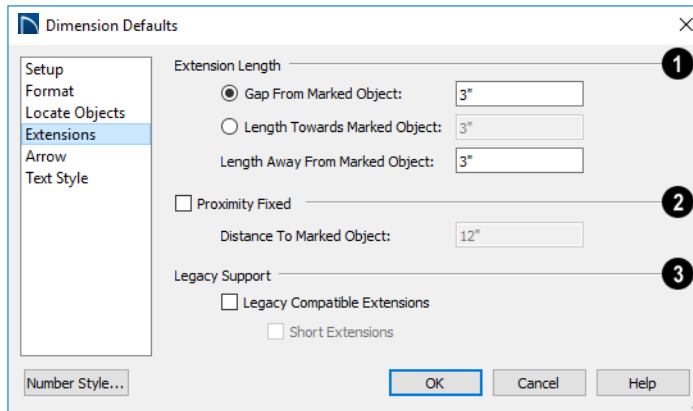 Dimension Defaults
Setup
Format
Locate Objects
Extensions
Arrow
Text Style
Extension Length 1
Gap From Marked Object: 3"
Length Towards Marked Object: 3"
Length Away From Marked Object: 3"
Proximity Fixed 2
Distance To Marked Object: 12"
Legacy Support 3
Legacy Compatible Extensions
Short Extensions
Number Style... OK Cancel Help